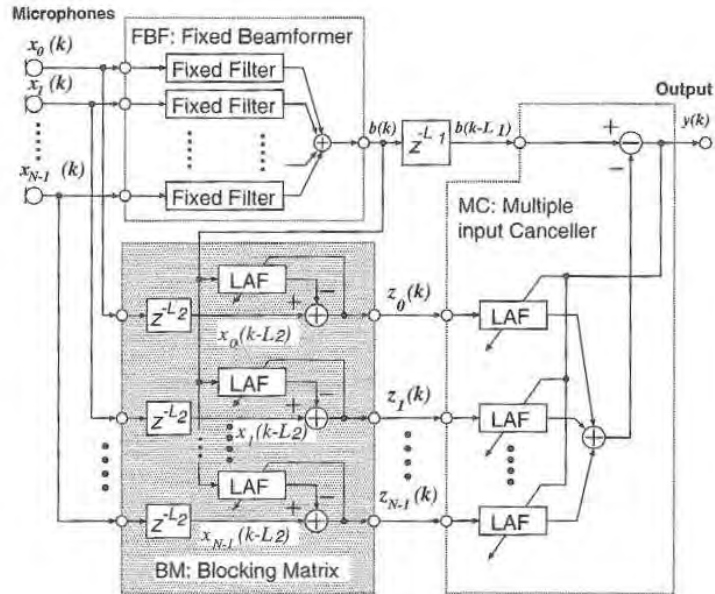 Microphones
x0(k)
x1(k)
xN-1 (k)
FBF: Fixed Beamformer
Fixed Filter
Fixed Filter
Fixed Filter
b(k)
z-L1
b(k-L1)
Output
+
−
−
y(k)
MC: Multiple
input Canceller
LAF
−
+
z-L2
x0(k-L2)
z0(k)
LAF
LAF
−
+
z-L2
x1(k-L2)
z1(k)
LAF
+
LAF
−
+
z-L2
xN-1(k-L2)
zN-1(k)
LAF
BM: Blocking Matrix